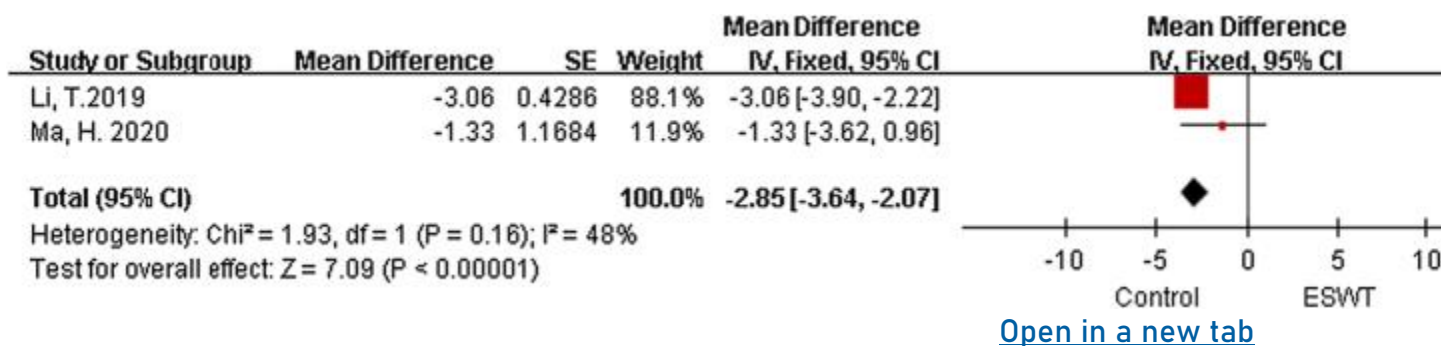 Mean Difference Mean Difference
Study or Subgroup Mean Difference SE Weight IV, Fixed, 95% CI IV, Fixed, 95% CI
Li, T.2019 -3.06 0.4286 88.1% -3.06 [-3.90, -2.22]
Ma, H. 2020 -1.33 1.1684 11.9% -1.33 [-3.62, 0.96]
Total (95% CI) 100.0% -2.85 [-3.64, -2.07]
Heterogeneity: Chi² = 1.93, df = 1 (P = 0.16); I² = 48%
Test for overall effect: Z = 7.09 (P < 0.00001)
-10 -5 0 5 10
Control ESWT
Open in a new tab